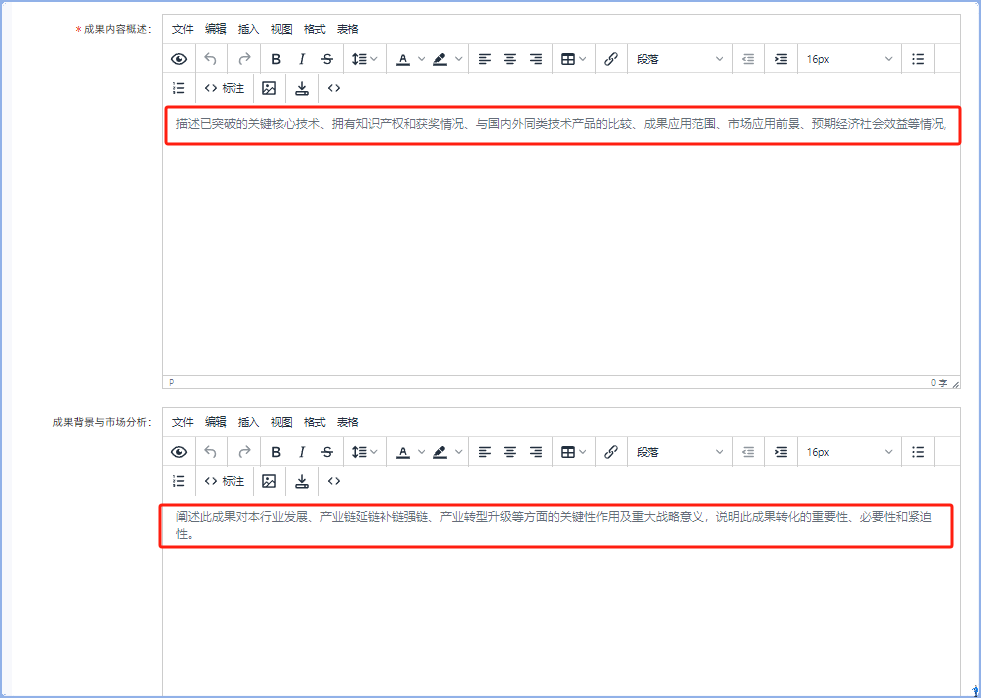 *成果内容概述:
文件 编辑 插入 视图 格式 表格
B I S A 段落 16px
标注
描述已突破的关键核心技术、拥有知识产权和获奖情况、与国内外同类技术产品的比较、成果应用范围、市场应用前景、预期经济社会效益等情况,
P 0 字
成果背景与市场分析:
文件 编辑 插入 视图 格式 表格
B I S A 段落 16px
标注
阐述此成果对本行业发展、产业链延链补链强链、产业转型升级等方面的关键性作用及重大战略意义，说明此成果转化的重要性、必要性和紧迫
性。